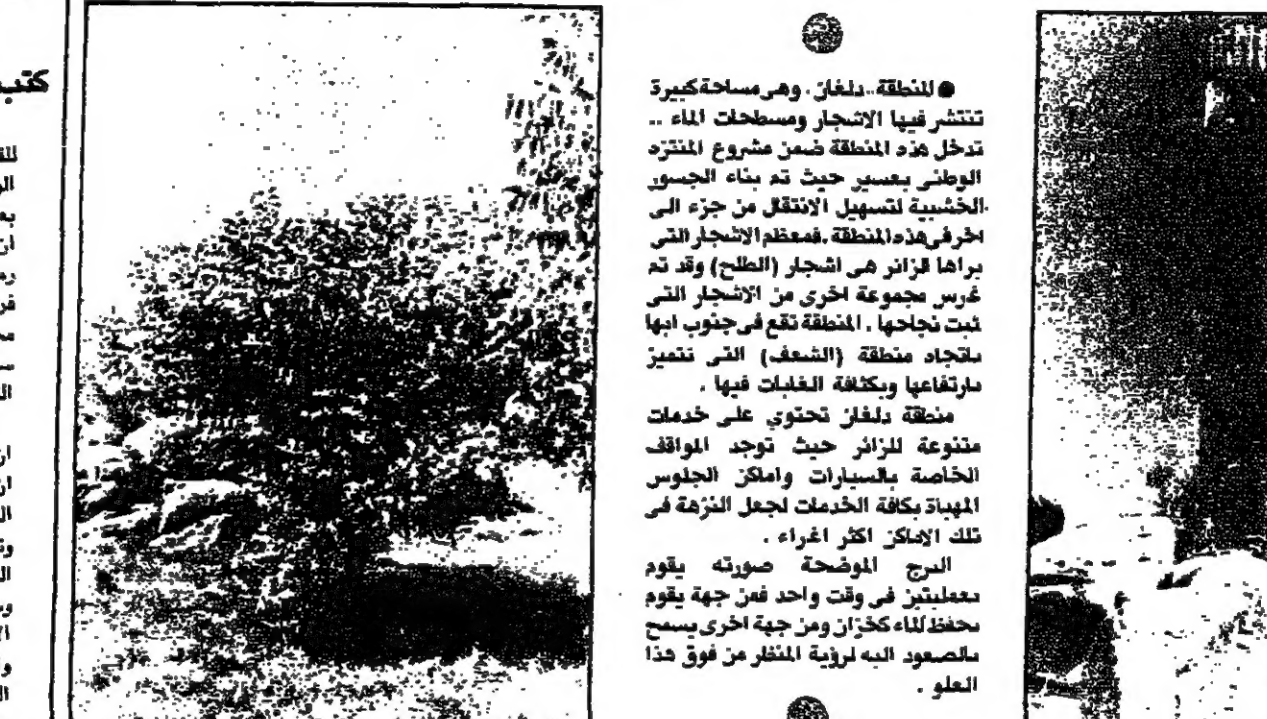 ● المنطقة.. دلغان. وهى مساحة كبيرة
تنتشر فيها الاشجار ومسطحات الماء ..
تدخل هذه المنطقة ضمن مشروع المنتزه
الوطنى بعسير حيث تم بناء الجسور
الخشبية لتسهيل الانتقال من جزء الى
اخر فى هذه المنطقة. فمعظم الاشجار التى
يراها الزائر هى اشجار (الطلح) وقد تم
غرس مجموعة اخرى من الاشجار التى
ثبت نجاحها . المنطقة تقع فى جنوب ابها
باتجاه منطقة (الشعف) التى تتميز
بارتفاعها وبكثافة الغابات فيها .
منطقة دلغان تحتوي على خدمات
متنوعة للزائر حيث توجد المواقف
الخاصة بالسيارات واماكن الجلوس
المهياة بكافة الخدمات لجعل النزهة فى
تلك الاماكن اكثر اغراء .
البرج الموضحة صورته يقوم
بعمليتين فى وقت واحد فمن جهة يقوم
بحفظ الماء كخزان ومن جهة اخرى يسمح
بالصعود اليه لرؤية المنظر من فوق هذا
العلو .
كتب